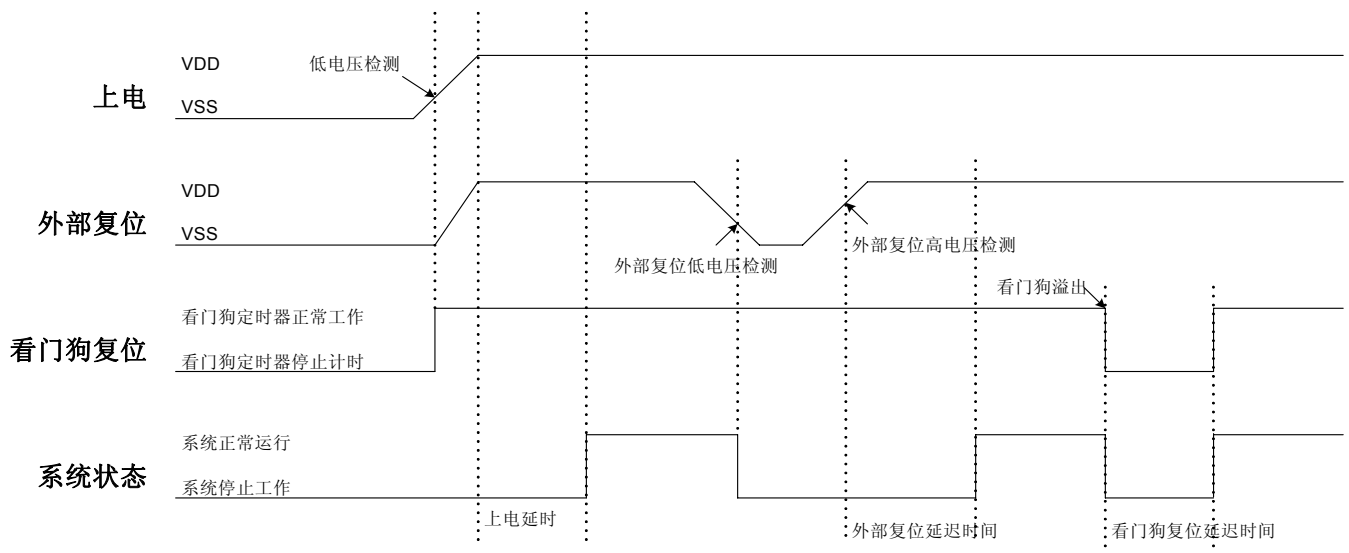 VDD
低电压检测
上电
VSS
VDD
外部复位
VSS
外部复位高电压检测
外部复位低电压检测
看门狗溢出
看门狗定时器正常工作
看门狗复位
看门狗定时器停止计时
系统正常运行
系统状态
系统停止工作
上电延时
外部复位延迟时间
看门狗复位延迟时间